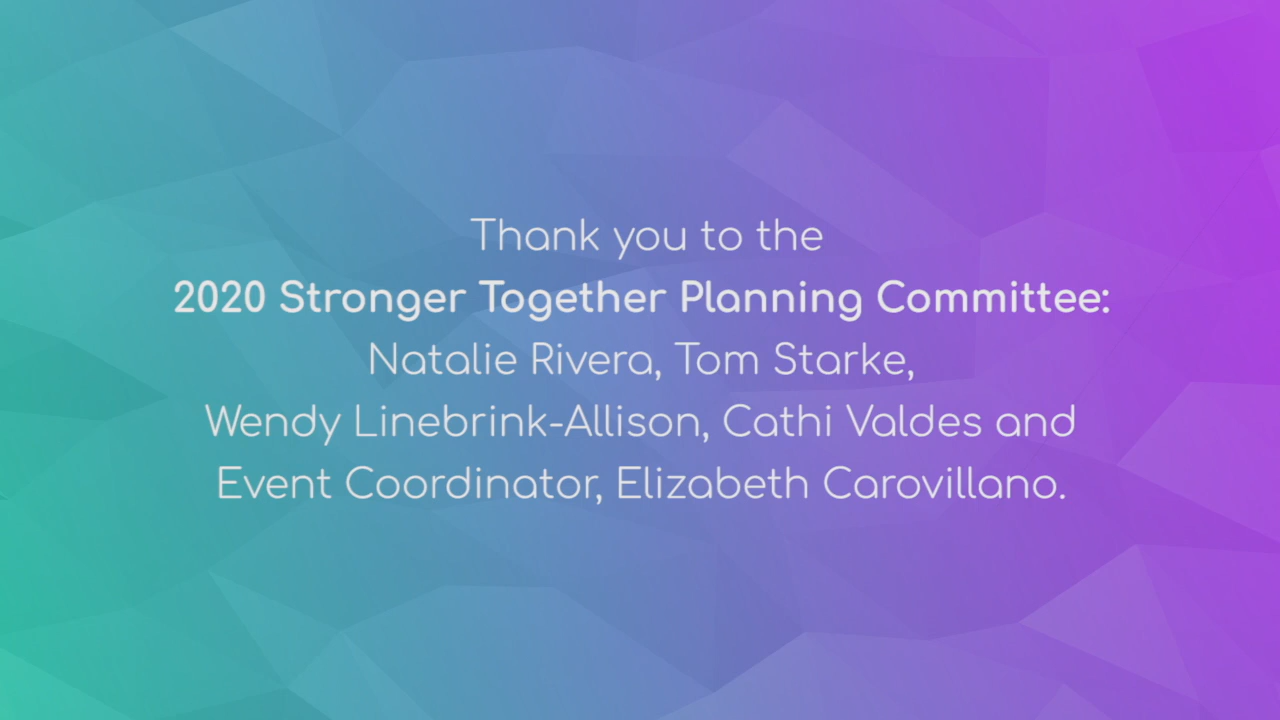 Thank you to the
2020 Stronger Together Planning Committee:
Natalie Rivera, Tom Starke,
Wendy Linebrink-Allison, Cathi Valdes and
Event Coordinator, Elizabeth Carovillano.